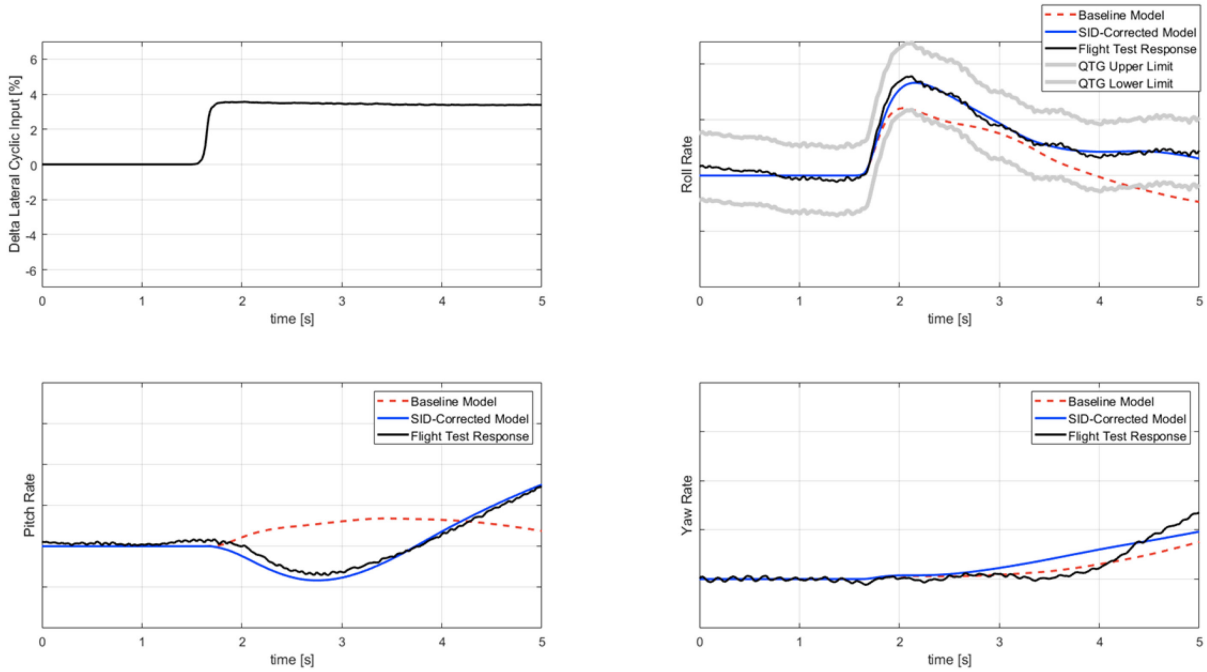 Delta Lateral Cyclic Input [%]
6
4
2
0
-2
-4
-6
0 1 2 3 4 5
time [s]
Baseline Model
SID-Corrected Model
Flight Test Response
QTG Upper Limit
QTG Lower Limit
Roll Rate
0 1 2 3 4 5
time [s]
Baseline Model
SID-Corrected Model
Flight Test Response
Pitch Rate
0 1 2 3 4 5
time [s]
Baseline Model
SID-Corrected Model
Flight Test Response
Yaw Rate
0 1 2 3 4 5
time [s]